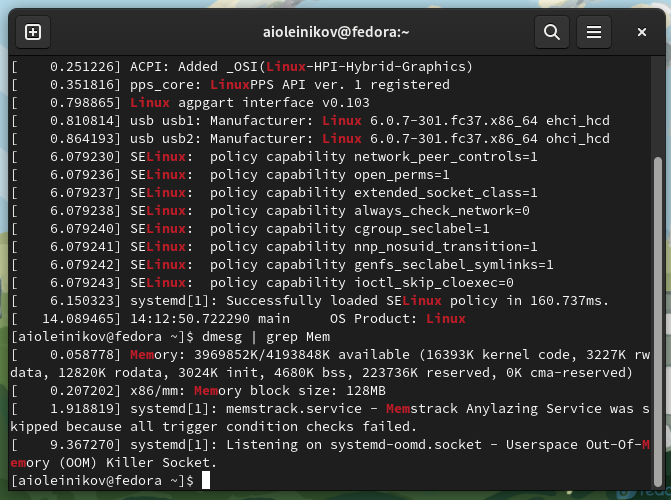 aioleinikov@fedora:~
[    0.251226] ACPI: Added _OSI(Linux-HPI-Hybrid-Graphics)
[    0.351816] pps_core: LinuxPPS API ver. 1 registered
[    0.798865] Linux agpgart interface v0.103
[    0.810814] usb usb1: Manufacturer: Linux 6.0.7-301.fc37.x86_64 ehci_hcd
[    0.864193] usb usb2: Manufacturer: Linux 6.0.7-301.fc37.x86_64 ohci_hcd
[    6.079230] SELinux:  policy capability network_peer_controls=1
[    6.079236] SELinux:  policy capability open_perms=1
[    6.079237] SELinux:  policy capability extended_socket_class=1
[    6.079238] SELinux:  policy capability always_check_network=0
[    6.079240] SELinux:  policy capability cgroup_seclabel=1
[    6.079241] SELinux:  policy capability nnp_nosuid_transition=1
[    6.079242] SELinux:  policy capability genfs_seclabel_symlinks=1
[    6.079243] SELinux:  policy capability ioctl_skip_cloexec=0
[    6.150323] systemd[1]: Successfully loaded SELinux policy in 160.737ms.
[   14.089465] 14:12:50.722290 main     OS Product: Linux
[aioleinikov@fedora ~]$ dmesg | grep Mem
[    0.058778] Memory: 3969852K/4193848K available (16393K kernel code, 3227K rw
data, 12820K rodata, 3024K init, 4680K bss, 223736K reserved, 0K cma-reserved)
[    0.207202] x86/mm: Memory block size: 128MB
[    1.918819] systemd[1]: memstrack.service - Memstrack Anylazing Service was s
kipped because all trigger condition checks failed.
[    9.367270] systemd[1]: Listening on systemd-oomd.socket - Userspace Out-Of-M
emory (OOM) Killer Socket.
[aioleinikov@fedora ~]$